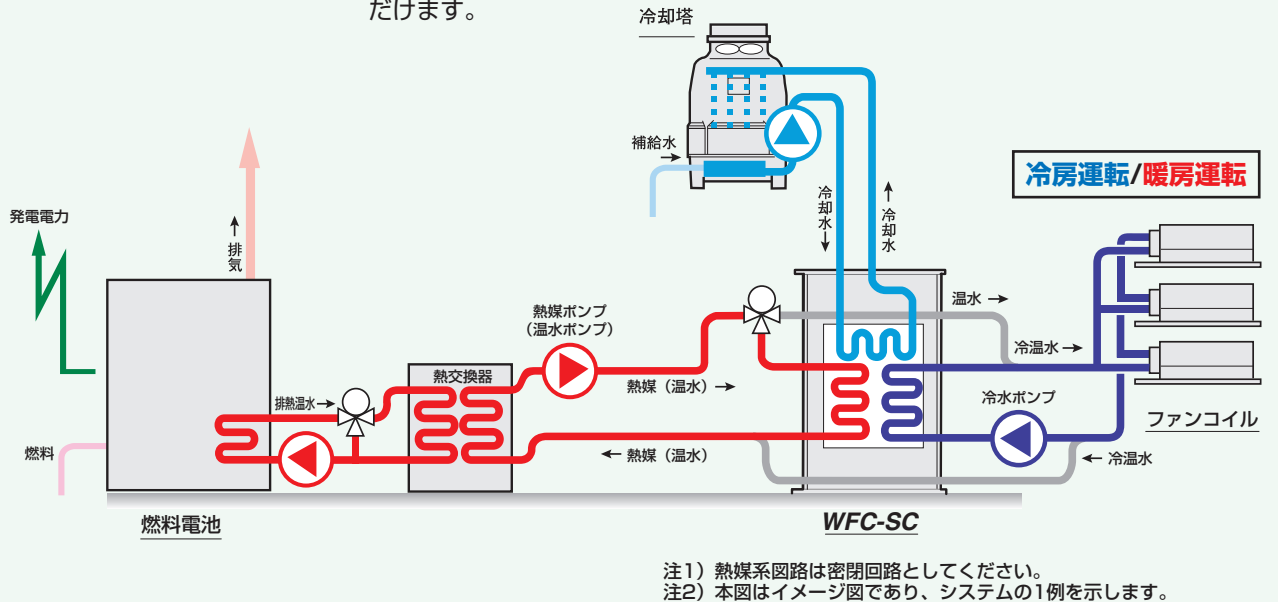 だけます。
冷却塔
補給水
→
冷却水
↓
↑
冷却水
冷房運転/暖房運転
発電電力
↑
排気
熱媒ポンプ
(温水ポンプ)
温水 →
冷温水 →
熱交換器
排熱温水→
熱媒(温水) →
冷水ポンプ
ファンコイル
燃料
← 熱媒(温水)
← 冷温水
燃料電池
WFC-SC
注1)熱媒系図路は密閉回路としてください。
注2)本図はイメージ図であり、システムの1例を示します。